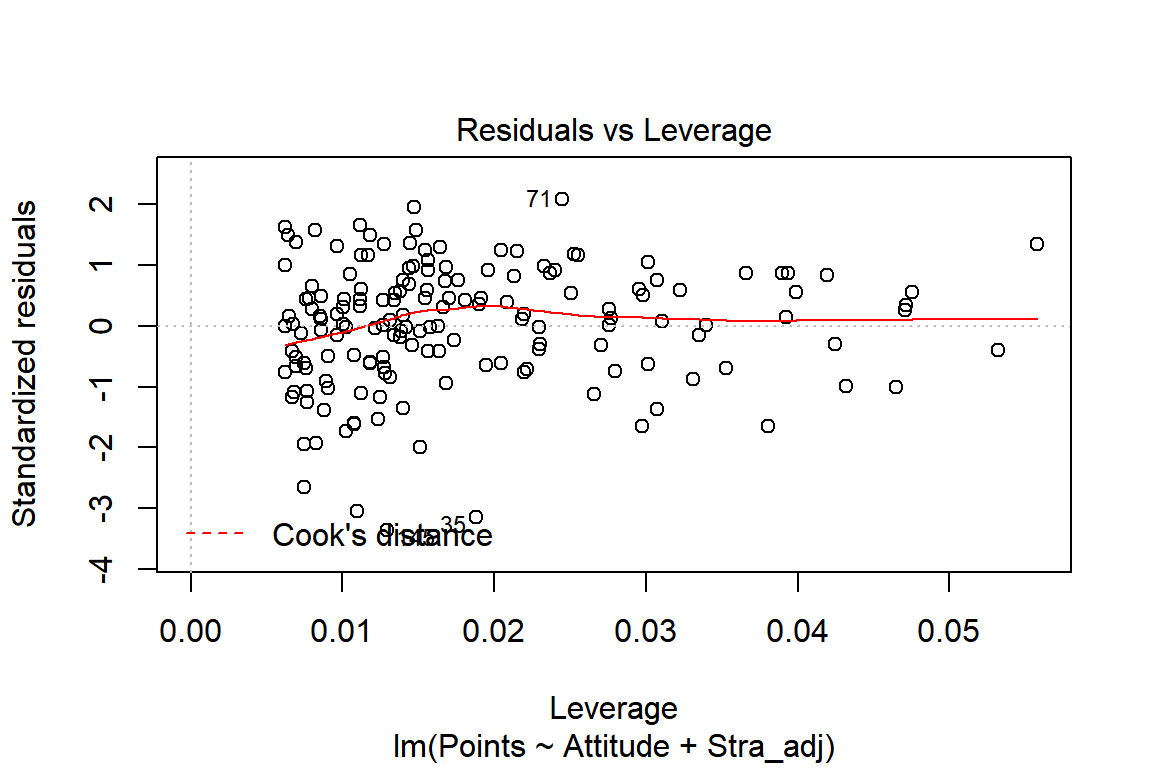 Residuals vs Leverage
Standardized residuals
2
1
0
-1
-2
-3
-4
71
35
Cook's distance
0.00 0.01 0.02 0.03 0.04 0.05
Leverage
lm(Points ~ Attitude + Stra_adj)